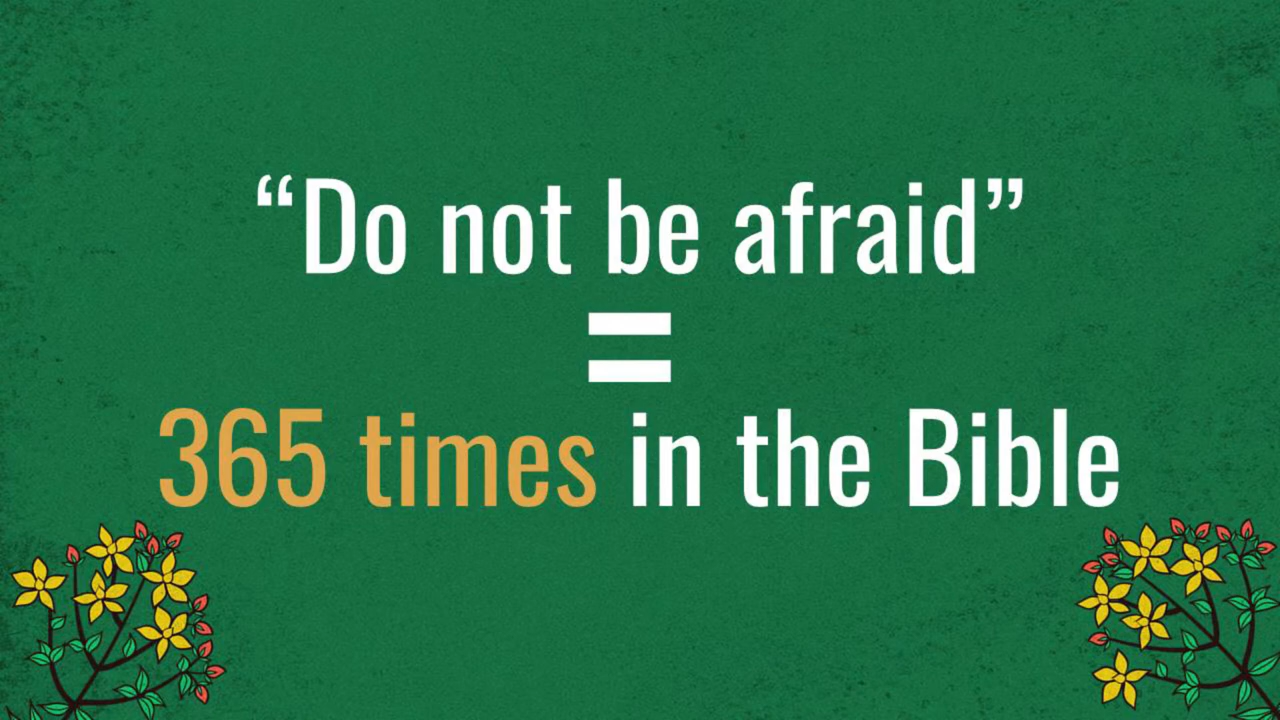 “Do not be afraid”
=
365 times in the Bible